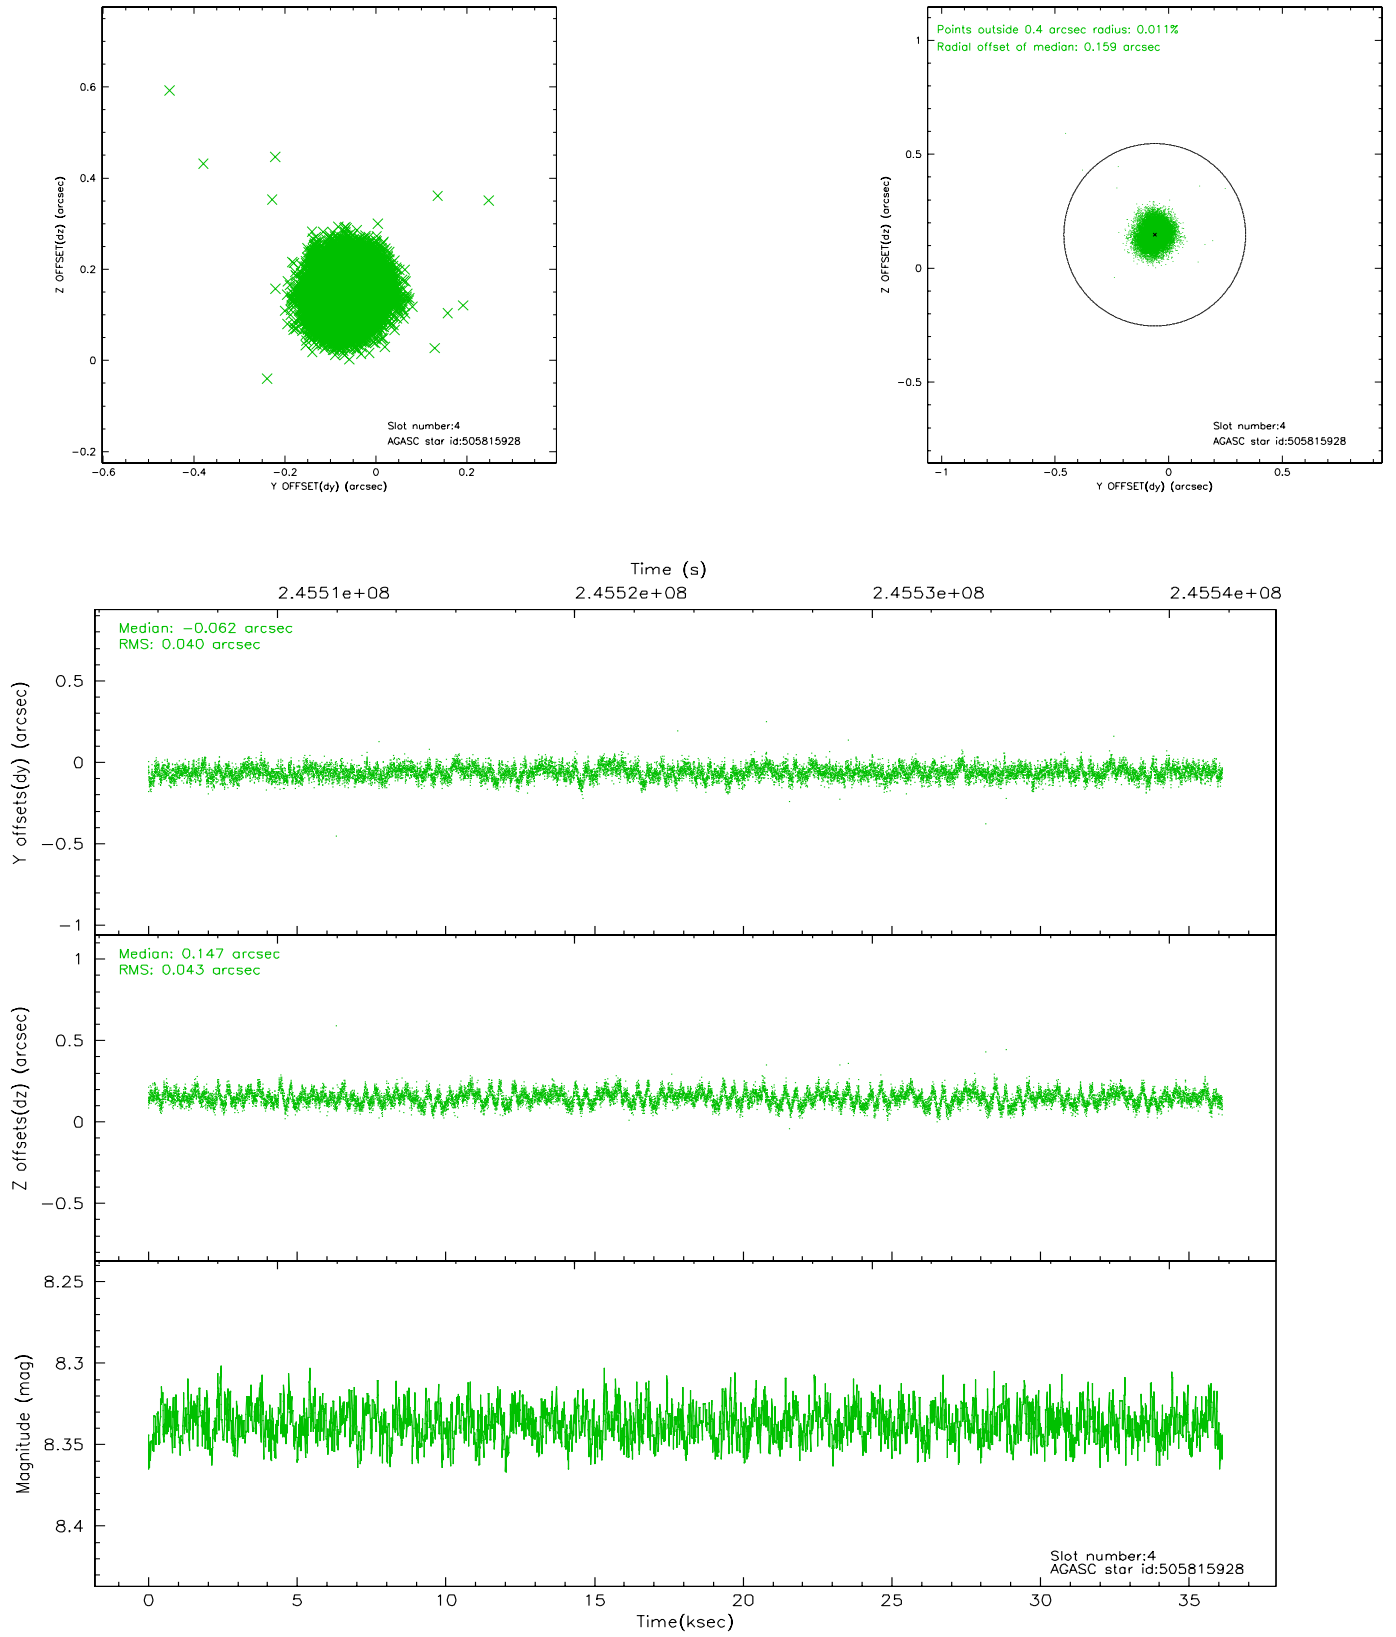 0.6
0.4
0.2
0
−0.2
Z OFFSET(dz) (arcsec)
Slot number:4
AGASC star id:505815928
−0.6 −0.4 −0.2 0 0.2
Y OFFSET(dy) (arcsec)
Points outside 0.4 arcsec radius: 0.011%
Radial offset of median: 0.159 arcsec
1
0.5
0
−0.5
Z OFFSET(dz) (arcsec)
Slot number:4
AGASC star id:505815928
−1 −0.5 0 0.5
Y OFFSET(dy) (arcsec)
Time (s)
2.4551e+08 2.4552e+08 2.4553e+08 2.4554e+08
Median: −0.062 arcsec
RMS: 0.040 arcsec
0.5
0
−0.5
−1
Y offsets(dy) (arcsec)
Median: 0.147 arcsec
RMS: 0.043 arcsec
1
0.5
0
−0.5
Z offsets(dz) (arcsec)
8.25
8.3
8.35
8.4
Magnitude (mag)
Slot number:4
AGASC star id:505815928
0 5 10 15 20 25 30 35
Time(ksec)